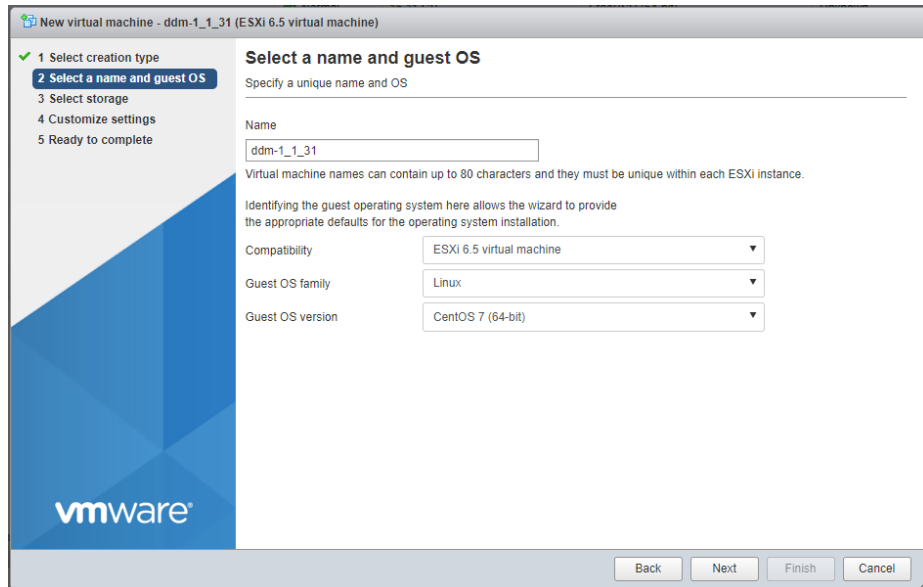 New virtual machine - ddm-1_1_31 (ESXi 6.5 virtual machine)
1 Select creation type
2 Select a name and guest OS
3 Select storage
4 Customize settings
5 Ready to complete
vmware®
Select a name and guest OS
Specify a unique name and OS
Name
ddm-1_1_31
Virtual machine names can contain up to 80 characters and they must be unique within each ESXi instance.
Identifying the guest operating system here allows the wizard to provide
the appropriate defaults for the operating system installation.
Compatibility ESXi 6.5 virtual machine
Guest OS family Linux
Guest OS version CentOS 7 (64-bit)
Back Next Finish Cancel